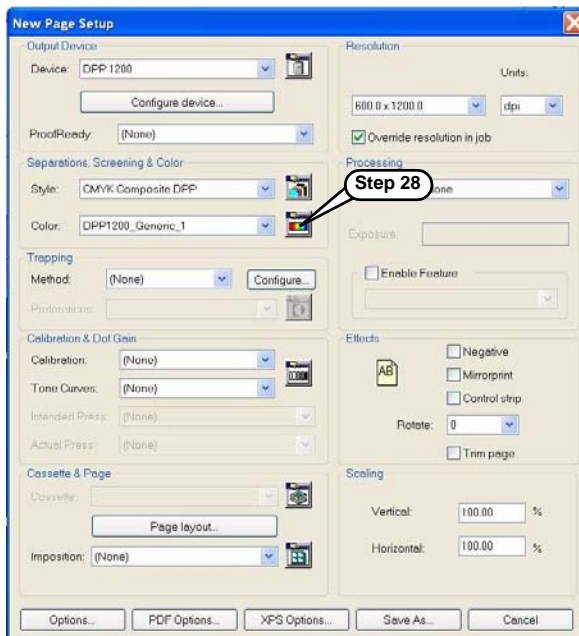 New Page Setup
Output Device
Device: DPP1200
Configure device...
ProofReady: (None)
Separations, Screening & Color
Style: CMYK Composite DPP
Color: DPP1200_Generic_1
Trapping
Method: (None) Configure...
Preferences:
Calibration & Dot Gain
Calibration: (None)
Tone Curves: (None)
Intended Press: (None)
Actual Press: (None)
Cassette & Page
Cassette:
Page layout...
Imposition: (None)
Resolution
Units:
600.0 x 1200.0 dpi
Override resolution in job
Processing
Step 28
Exposure:
Enable Feature
Effects
AB
Negative
Mirrorprint
Control strip
Rotate: 0
Trim page
Scaling
Vertical: 100.00 %
Horizontal: 100.00 %
Options... PDF Options... XPS Options... Save As... Cancel